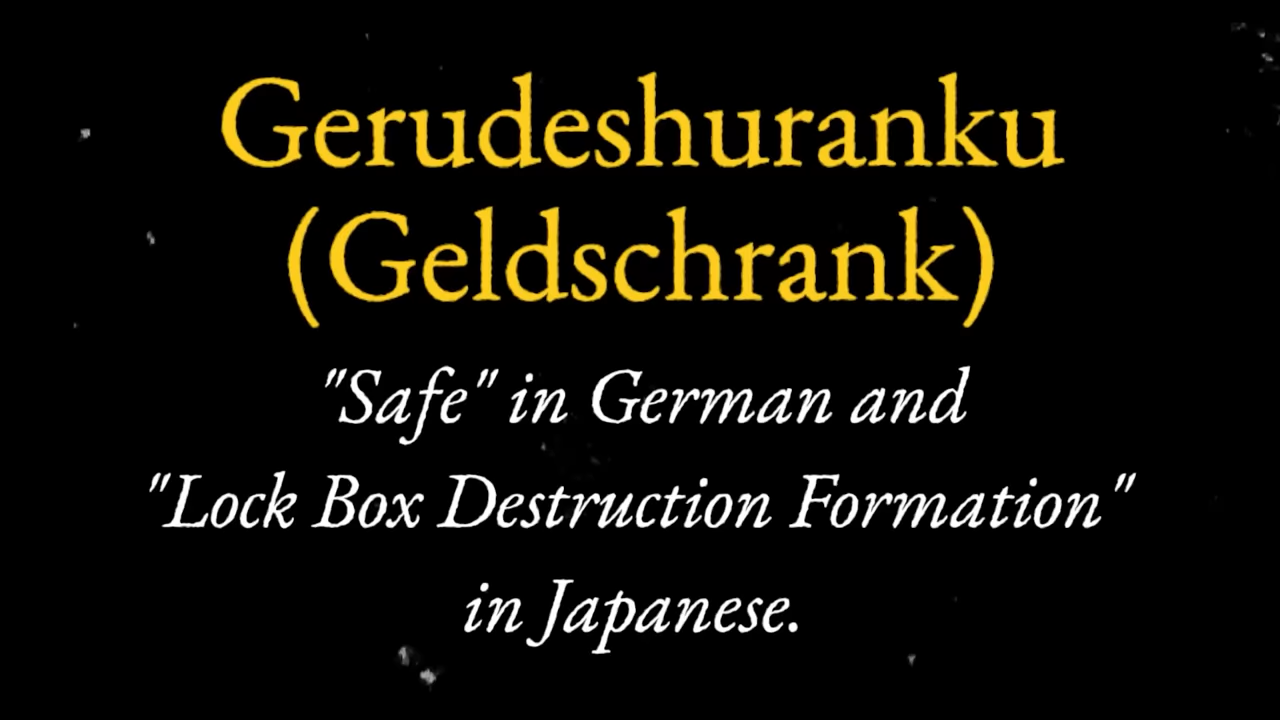 Gerudeshuranku
(Geldschrank)
"Safe" in German and
"Lock Box Destruction Formation"
in Japanese.